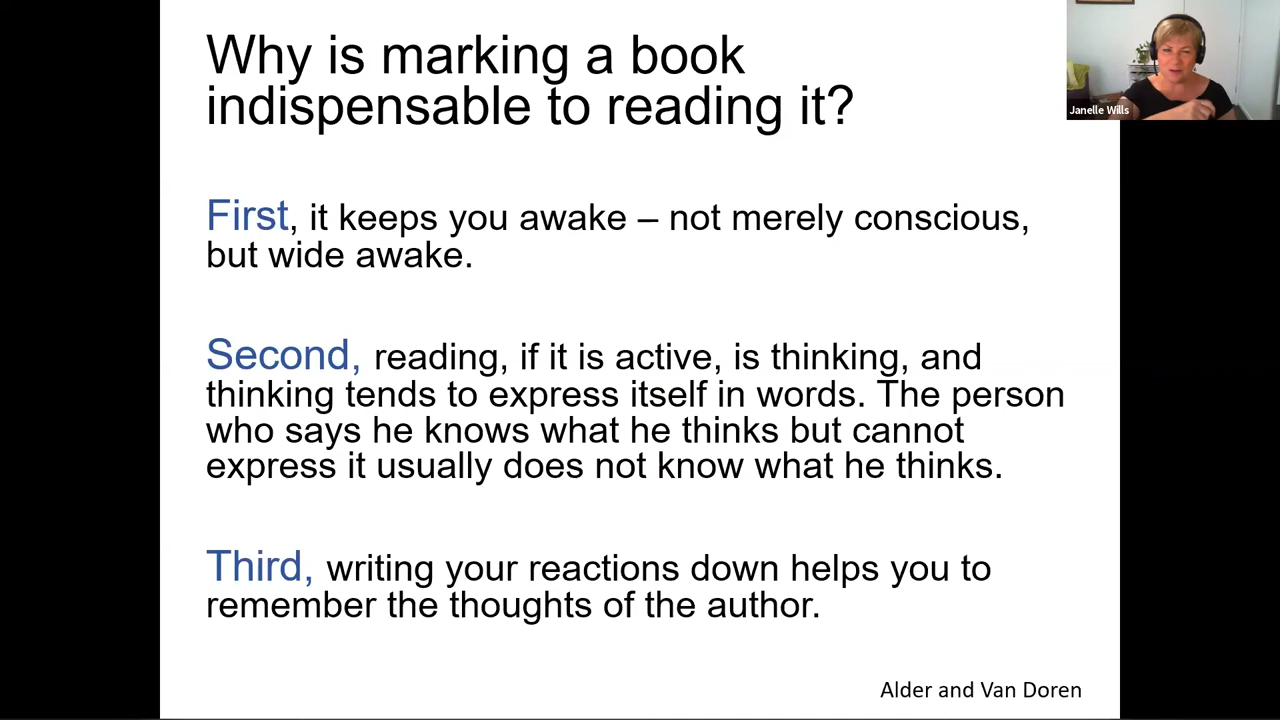 Why is marking a book
indispensable to reading it?
Janelle Wills
First, it keeps you awake – not merely conscious,
but wide awake.
Second, reading, if it is active, is thinking, and
thinking tends to express itself in words. The person
who says he knows what he thinks but cannot
express it usually does not know what he thinks.
Third, writing your reactions down helps you to
remember the thoughts of the author.
Alder and Van Doren